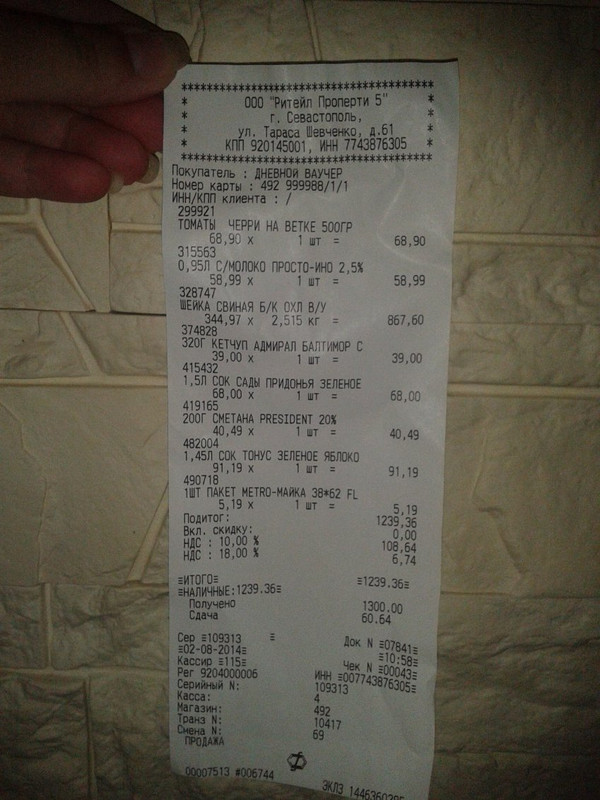 **********************************
* ООО "Ритейл Проперти 5" *
* г. Севастополь, *
* ул. Тараса Шевченко, д.61 *
* КПП 920145001, ИНН 7743876305 *
**********************************
Покупатель : ДНЕВНОЙ ВАУЧЕР
Номер карты : 492 999988/1/1
ИНН/КПП клиента : /
299921
ТОМАТЫ ЧЕРРИ НА ВЕТКЕ 500ГР
68,90 x 1 шт = 68,90
315563
0,95Л С/МОЛОКО ПРОСТО-ИНО 2,5%
58,99 x 1 шт = 58,99
328747
ШЕЙКА СВИНАЯ Б/К ОХЛ В/У
344,97 x 2,515 кг = 867,60
374828
320Г КЕТЧУП АДМИРАЛ БАЛТИМОР С
39,00 x 1 шт = 39,00
415432
1,5Л СОК САДЫ ПРИДОНЬЯ ЗЕЛЕНОЕ
68,00 x 1 шт = 68,00
419165
200Г СМЕТАНА PRESIDENT 20%
40,49 x 1 шт = 40,49
482004
1,45Л СОК ТОНУС ЗЕЛЕНОЕ ЯБЛОКО
91,19 x 1 шт = 91,19
490718
1ШТ ПАКЕТ METRO-МАЙКА 38*62 FL
5,19 x 1 шт = 5,19
Подитог: 1239,36
Вкл. скидку: 0,00
НДС : 10,00 % 108,64
НДС : 18,00 % 6,74
≡ИТОГО≡ ≡1239.36≡
≡НАЛИЧНЫЕ:1239.36≡
Получено 1300.00
Сдача 60.64
Сер ≡109313 ≡ Док N ≡07841≡
≡02-08-2014≡ ≡10:58≡
Кассир ≡115≡ Чек N ≡00043≡
Рег 9204000006 ИНН ≡007743876305≡
Серийный N: 109313
Касса: 4
Магазин: 492
Транз N: 10417
Смена N: 69
ПРОДАЖА
00007513 #006744 ЭКЛЗ